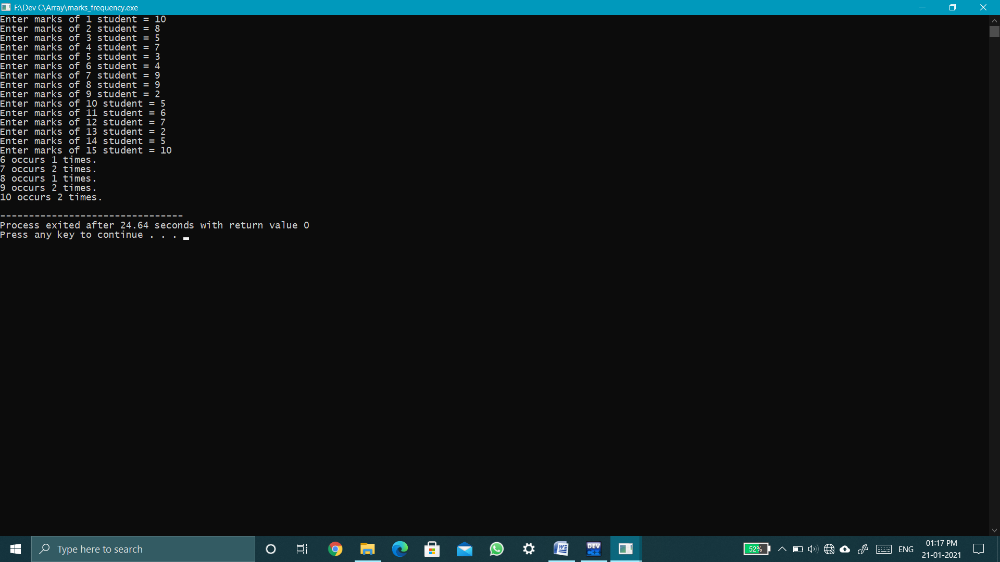 F:\Dev C\Array\marks_frequency.exe
Enter marks of 1 student = 10
Enter marks of 2 student = 8
Enter marks of 3 student = 5
Enter marks of 4 student = 7
Enter marks of 5 student = 3
Enter marks of 6 student = 4
Enter marks of 7 student = 9
Enter marks of 8 student = 9
Enter marks of 9 student = 2
Enter marks of 10 student = 5
Enter marks of 11 student = 6
Enter marks of 12 student = 7
Enter marks of 13 student = 2
Enter marks of 14 student = 5
Enter marks of 15 student = 10
6 occurs 1 times.
7 occurs 2 times.
8 occurs 1 times.
9 occurs 2 times.
10 occurs 2 times.
--------------------------------
Process exited after 24.64 seconds with return value 0
Press any key to continue . . .
Type here to search
W
DEV
C++
52%
ENG
01:17 PM
21-01-2021